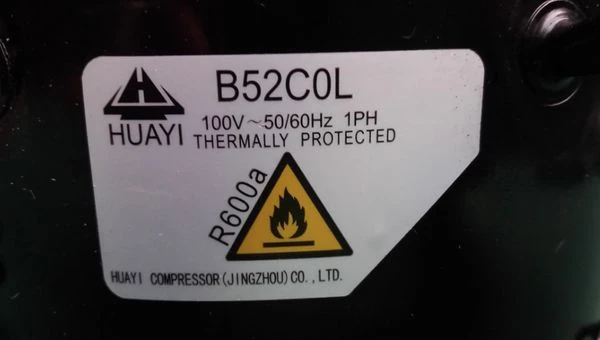 B52C0L
HUAYI
100V~50/60Hz 1PH
THERMALLY PROTECTED
R600a
HUAYI COMPRESSOR(JINGZHOU)CO.,LTD.